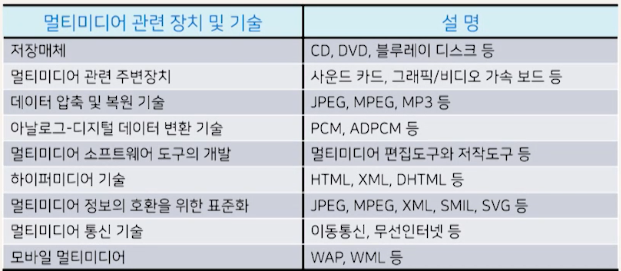 멀티미디어 관련 장치 및 기술 설 명
저장매체 CD, DVD, 블루레이 디스크 등
멀티미디어 관련 주변장치 사운드 카드, 그래픽/비디오 가속 보드 등
데이터 압축 및 복원 기술 JPEG, MPEG, MP3 등
아날로그-디지털 데이터 변환 기술 PCM, ADPCM 등
멀티미디어 소프트웨어 도구의 개발 멀티미디어 편집도구와 저작도구 등
하이퍼미디어 기술 HTML, XML, DHTML 등
멀티미디어 정보의 호환을 위한 표준화 JPEG, MPEG, XML, SMIL, SVG 등
멀티미디어 통신 기술 이동통신, 무선인터넷 등
모바일 멀티미디어 WAP, WML 등